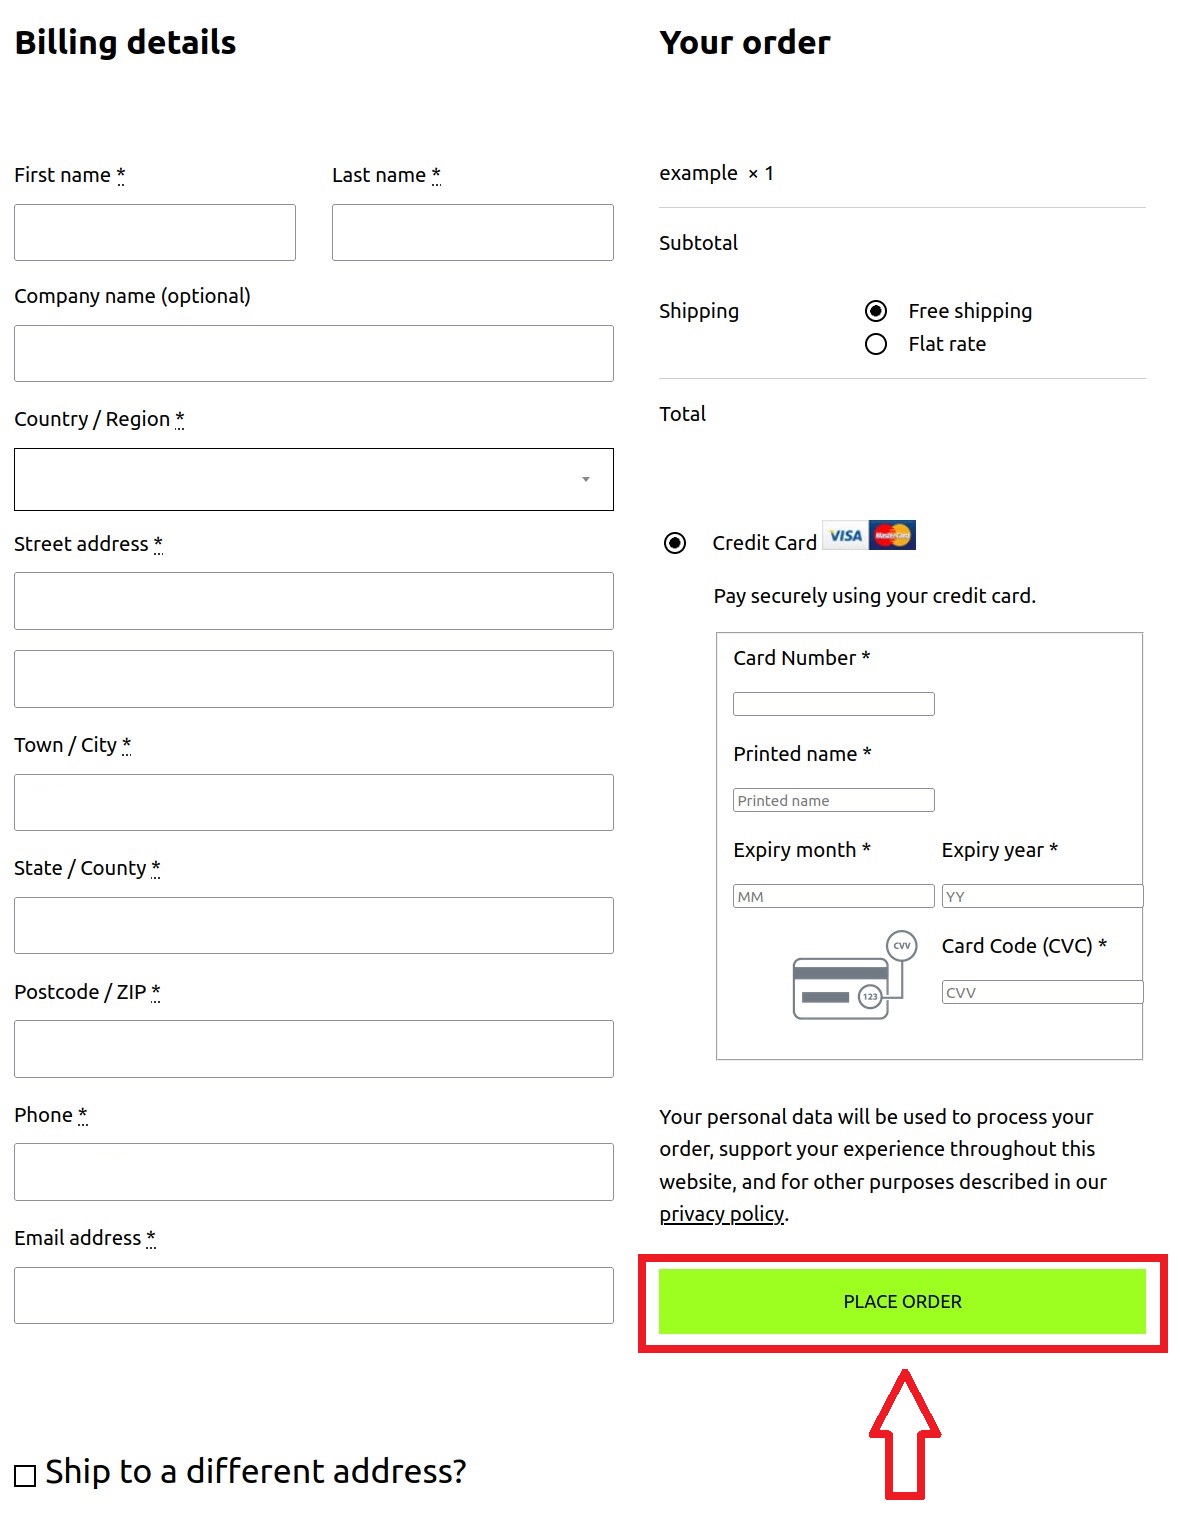 Billing details
First name *
Last name *
Company name (optional)
Country / Region *
Street address *
Town / City *
State / County *
Postcode / ZIP *
Phone *
Email address *
Ship to a different address?
Your order
example × 1
Subtotal
Shipping
Free shipping
Flat rate
Total
Credit Card VISA MasterCard
Pay securely using your credit card.
Card Number *
Printed name *
Printed name
Expiry month *
Expiry year *
MM
YY
CVV
123
Card Code (CVC) *
CVV
Your personal data will be used to process your
order, support your experience throughout this
website, and for other purposes described in our
privacy policy.
PLACE ORDER